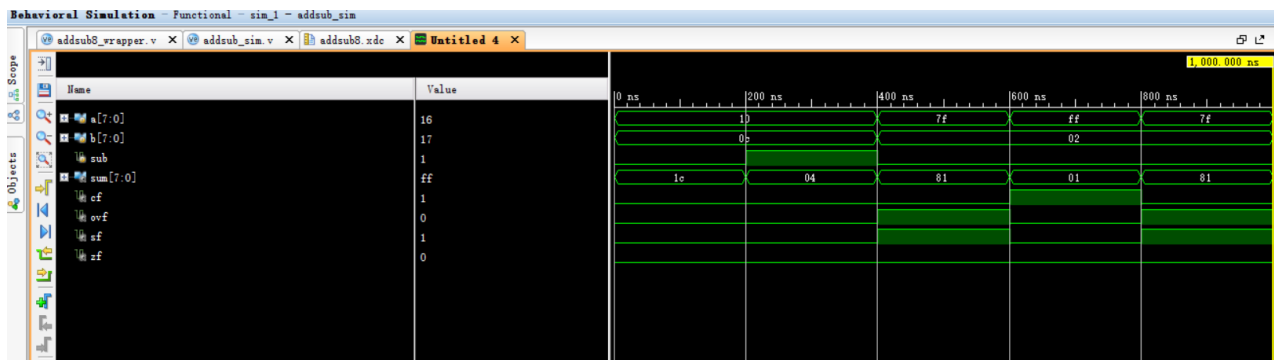 Behavioral Simulation - Functional - sim_1 - addsub_sim
addsub8_wrapper.v X addsub_sim.v X addsub8.xdc X Untitled 4 X
Scope
Objects
1,000.000 ns
Name Value
0 ns 200 ns 400 ns 600 ns 800 ns
a[7:0] 16 10 7f ff 7f
b[7:0] 17 0c 02
sub 1
sum[7:0] ff 1c 04 81 01 81
cf 1
ovf 0
sf 1
zf 0